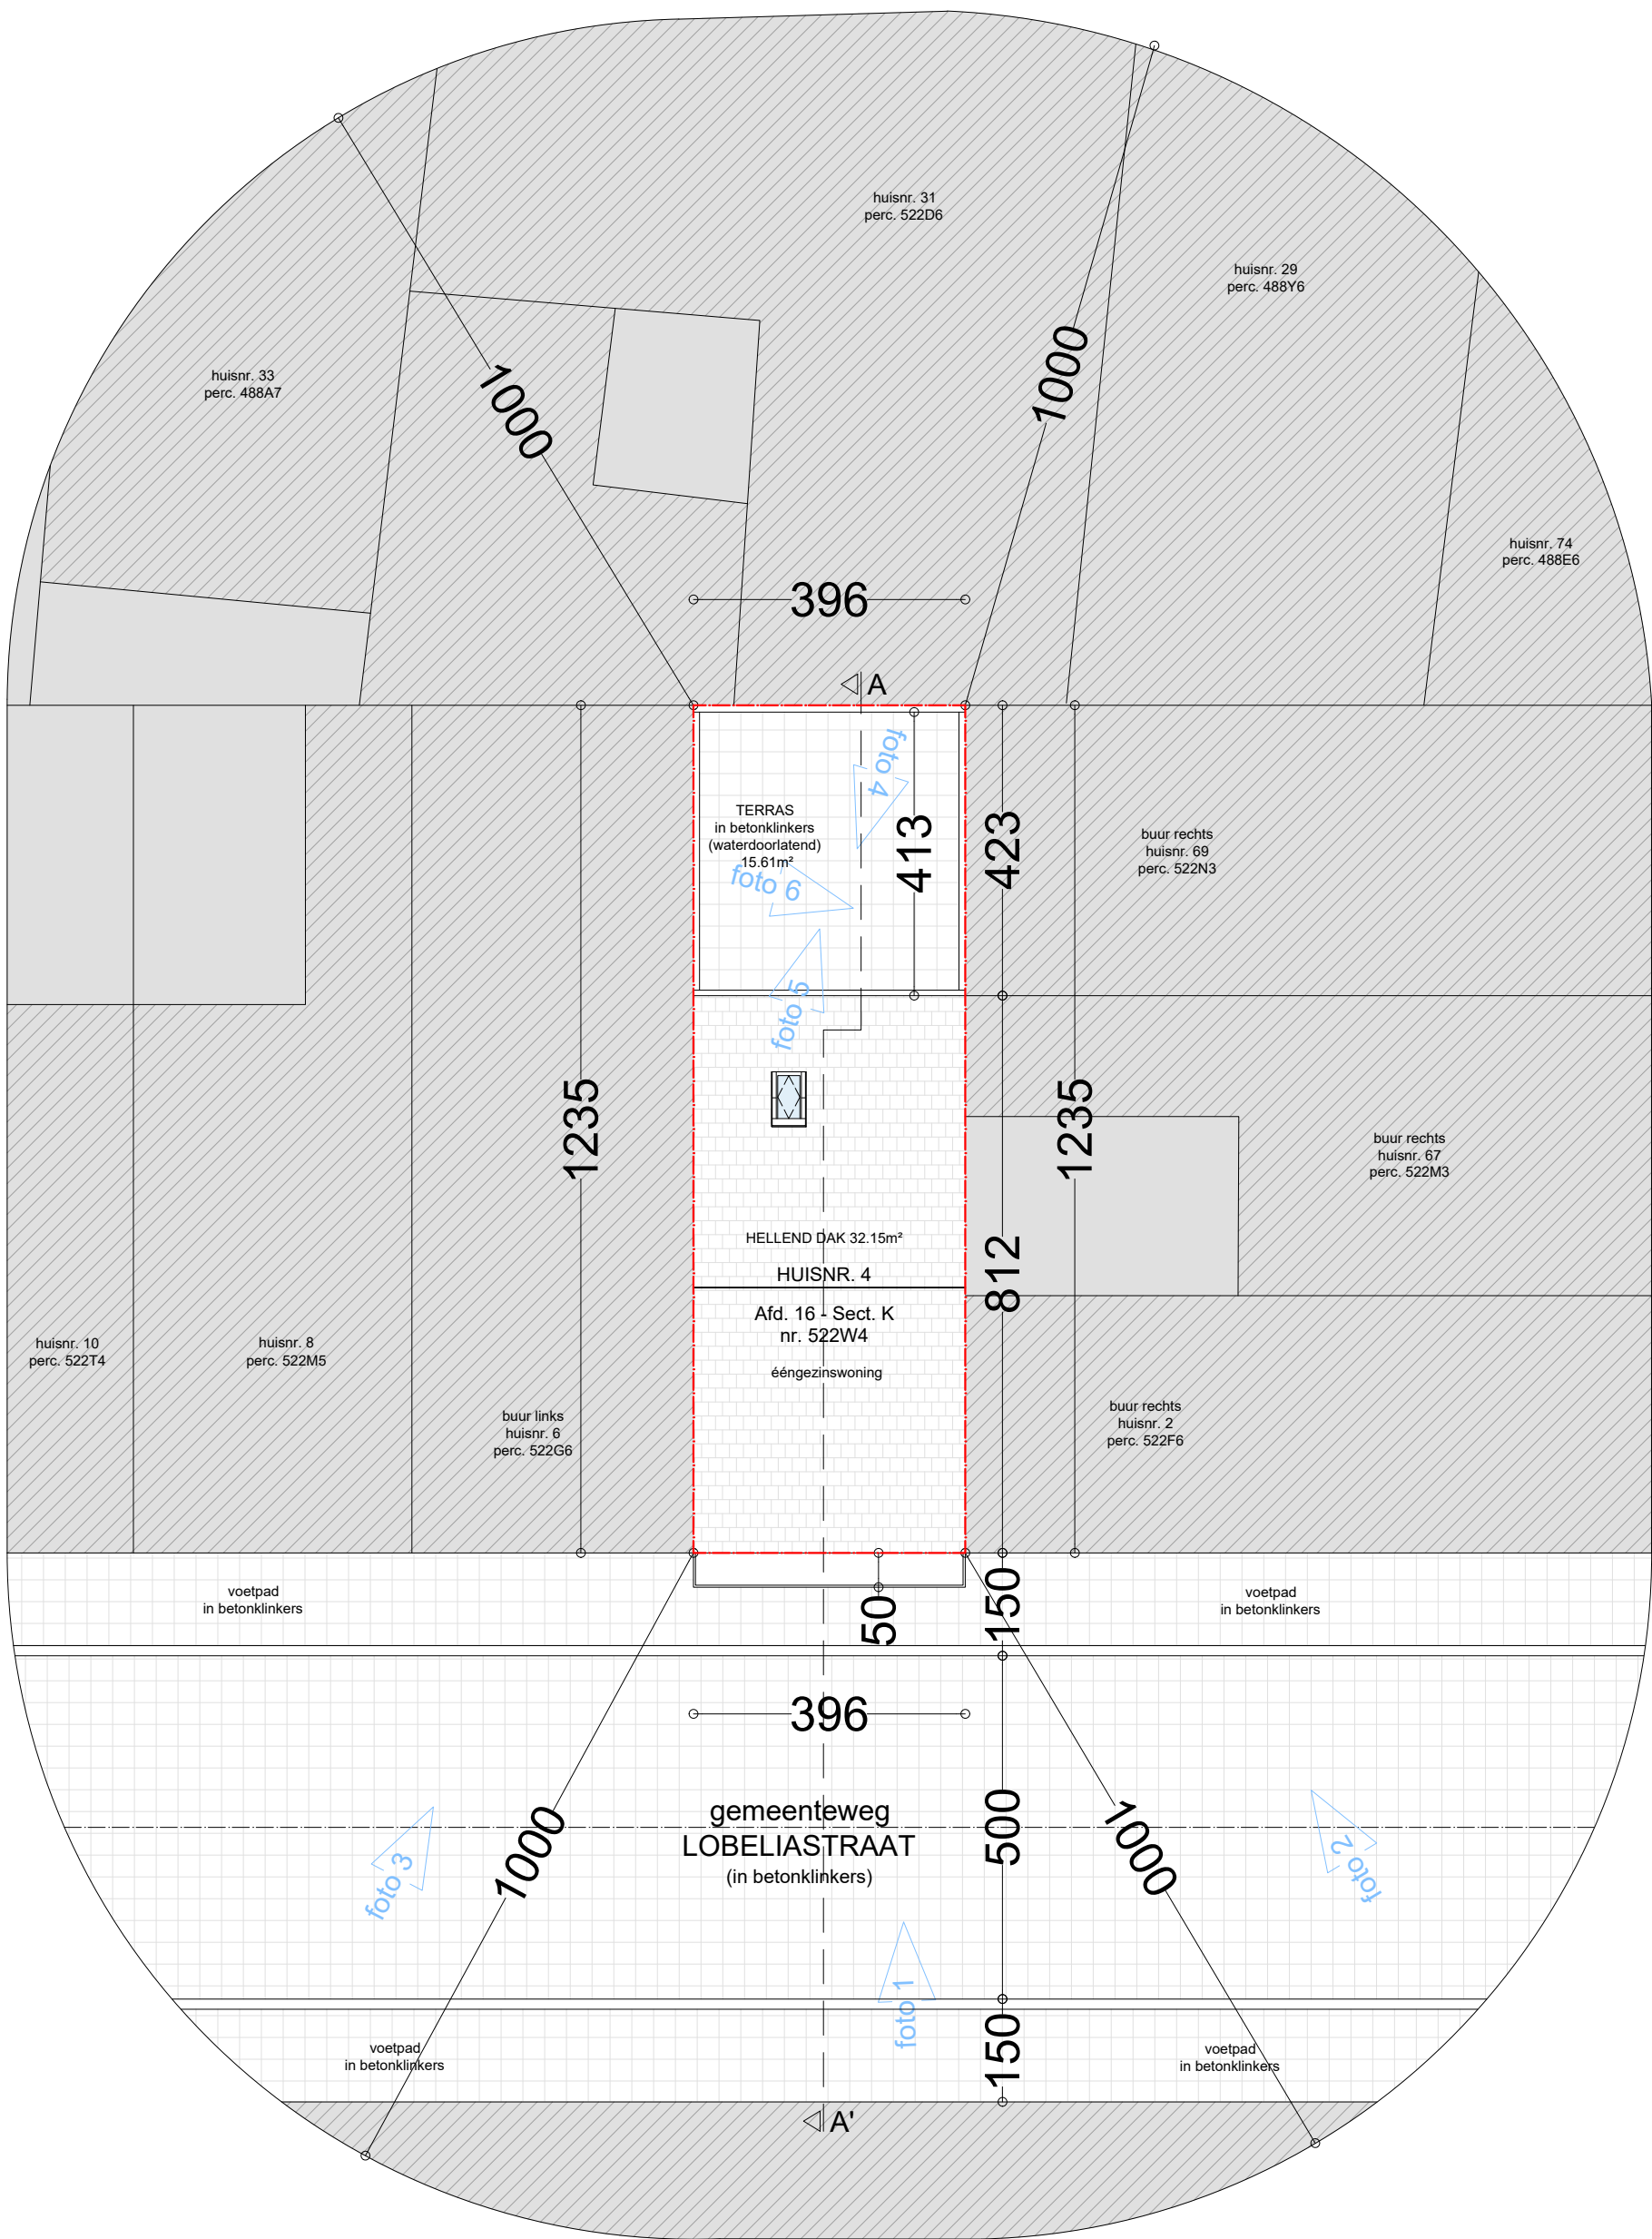 huisnr. 31
perc. 522D6
huisnr. 29
perc. 488Y6
huisnr. 33
perc. 488A7
1000
1000
huisnr. 74
perc. 488E6
396
A
foto 4
TERRAS
in betonklinkers
(waterdoorlatend)
15.61m²
413
423
buur rechts
huisnr. 69
perc. 522N3
foto 6
foto 5
1235
1235
buur rechts
huisnr. 67
perc. 522M3
HELLEND DAK 32.15m²
812
HUISNR. 4
Afd. 16 - Sect. K
nr. 522W4
ééngezinswoning
huisnr. 10
perc. 522T4
huisnr. 8
perc. 522M5
buur links
huisnr. 6
perc. 522G6
buur rechts
huisnr. 2
perc. 522F6
voetpad
in betonklinkers
50
150
voetpad
in betonklinkers
396
gemeenteweg
LOBELIASTRAAT
(in betonklinkers)
500
1000
1000
foto 3
foto 2
foto 1
voetpad
in betonklinkers
150
voetpad
in betonklinkers
A'